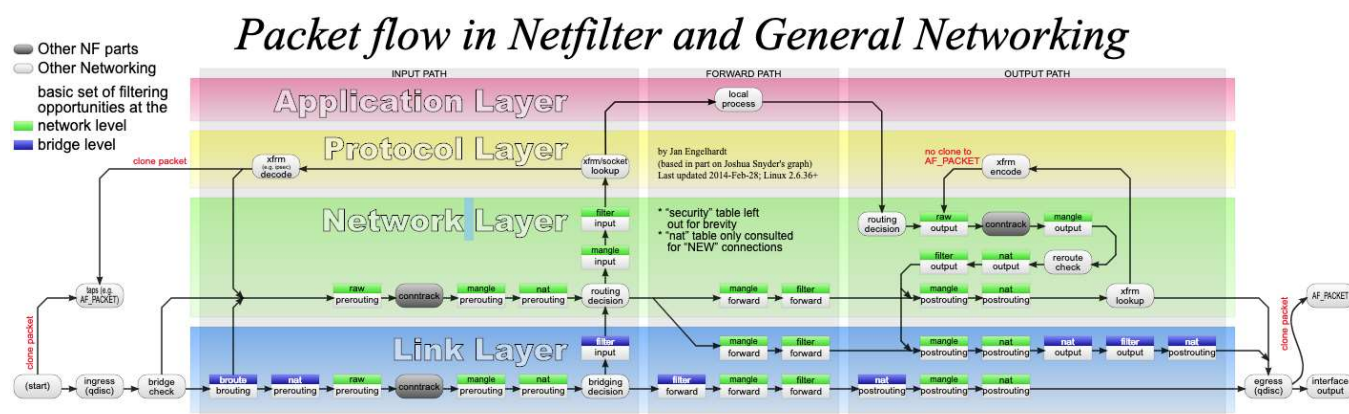 Packet flow in Netfilter and General Networking
Other NF parts
Other Networking
basic set of filtering
opportunities at the
network level
bridge level
INPUT PATH
FORWARD PATH
OUTPUT PATH
Application Layer
local
process
Protocol Layer
clone packet
xfrm
(e.g. ipsec)
decode
xfrm/socket
lookup
by Jan Engelhardt
(based in part on Joshua Snyder's graph)
Last updated 2014-Feb-28; Linux 2.6.36+
no clone to
AF_PACKET
xfrm
encode
Network Layer
filter
input
* "security" table left
out for brevity
* "nat" table only consulted
for "NEW" connections
routing
decision
raw
output
conntrack
mangle
output
mangle
input
filter
output
nat
output
reroute
check
taps (e.g.
AF_PACKET)
raw
prerouting
conntrack
mangle
prerouting
nat
prerouting
routing
decision
mangle
forward
filter
forward
mangle
postrouting
nat
postrouting
xfrm
lookup
AF_PACKET
clone packet
clone packet
Link Layer
filter
input
mangle
forward
filter
forward
mangle
postrouting
nat
postrouting
nat
output
filter
output
nat
postrouting
(start)
ingress
(qdisc)
bridge
check
broute
brouting
nat
prerouting
raw
prerouting
conntrack
mangle
prerouting
nat
prerouting
bridging
decision
filter
forward
mangle
forward
filter
forward
nat
postrouting
mangle
postrouting
nat
postrouting
egress
(qdisc)
interface
output